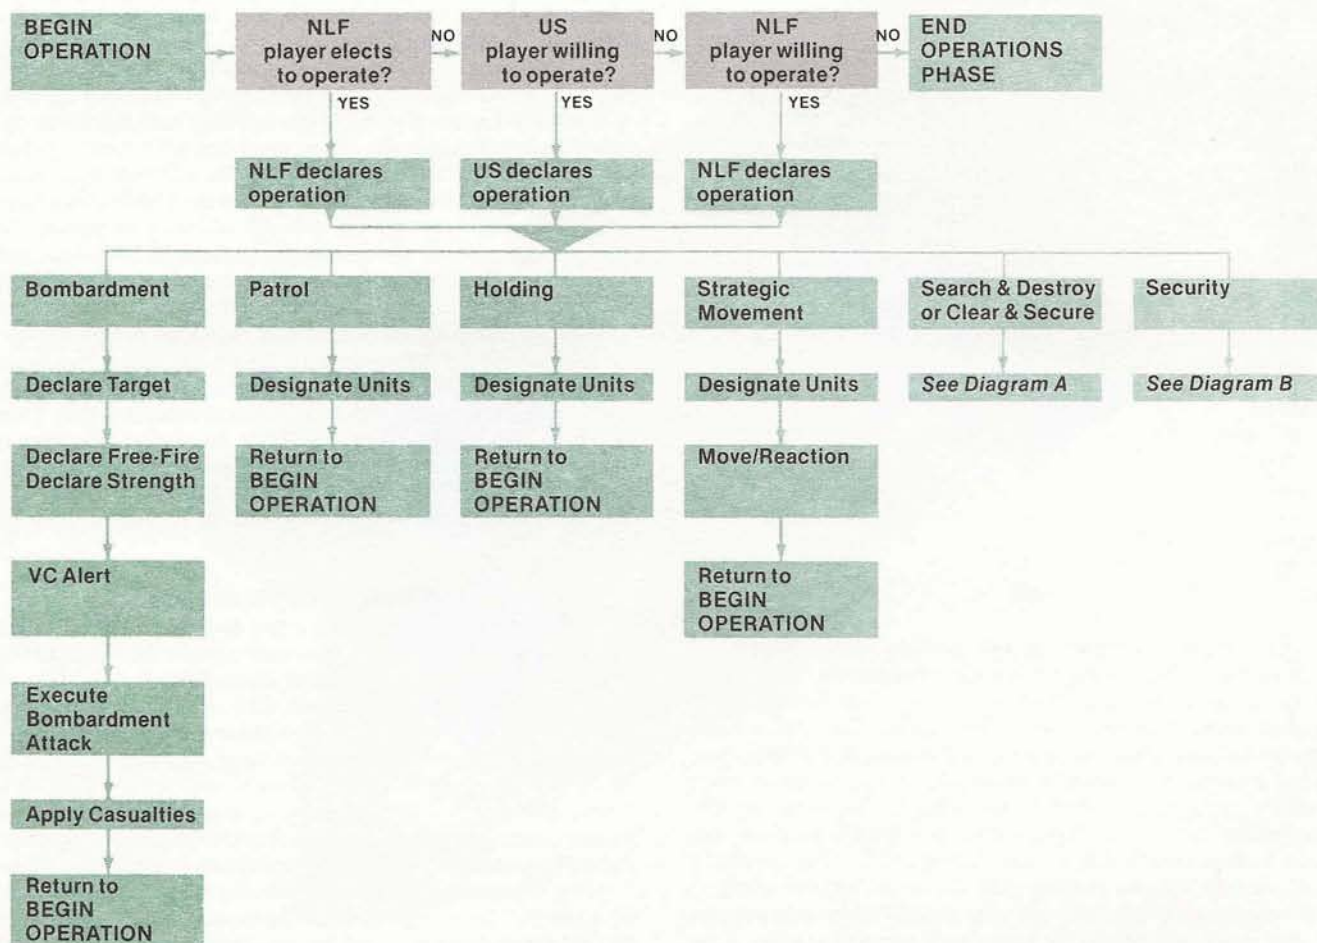 BEGIN
OPERATION
NLF
player elects
to operate?
NO
US
player willing
to operate?
NO
NLF
player willing
to operate?
NO
END
OPERATIONS
PHASE
YES
YES
YES
NLF declares
operation
US declares
operation
NLF declares
operation
Bombardment
Patrol
Holding
Strategic
Movement
Search & Destroy
or Clear & Secure
Security
Declare Target
Designate Units
Designate Units
Designate Units
See Diagram A
See Diagram B
Declare Free-Fire
Declare Strength
Return to
BEGIN
OPERATION
Return to
BEGIN
OPERATION
Move/Reaction
VC Alert
Return to
BEGIN
OPERATION
Execute
Bombardment
Attack
Apply Casualties
Return to
BEGIN
OPERATION